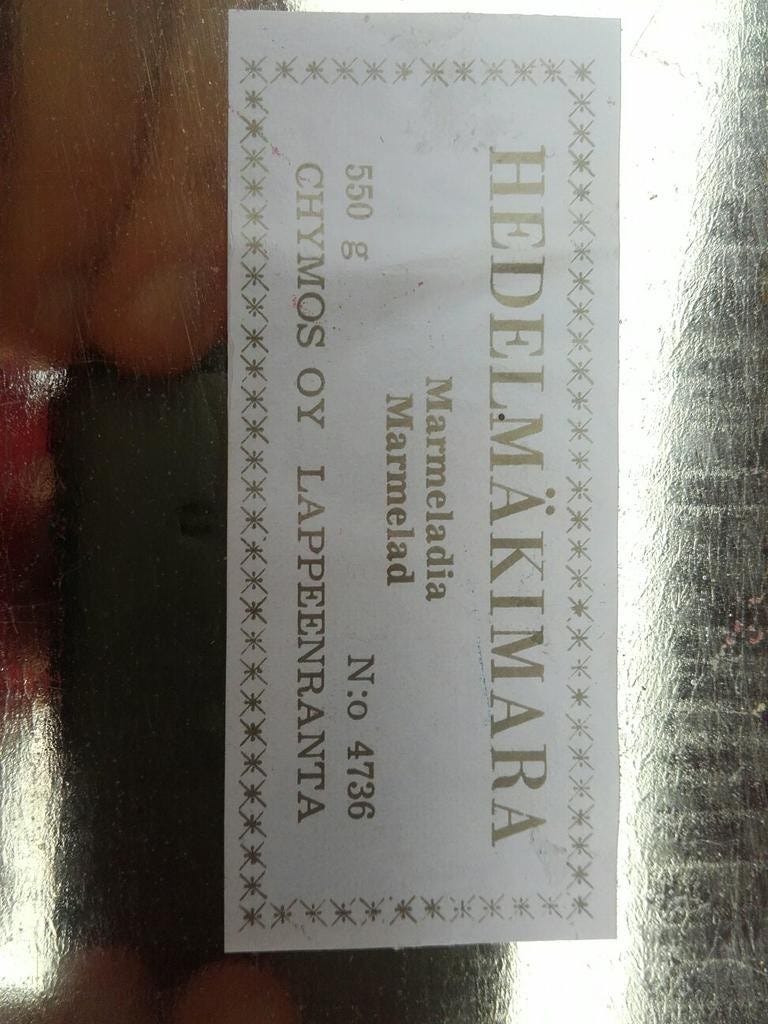 HEDELMÄKIMARA
Marmeladia
Marmelad
550 g N:o 4736
CHYMOS OY LAPPEENRANTA